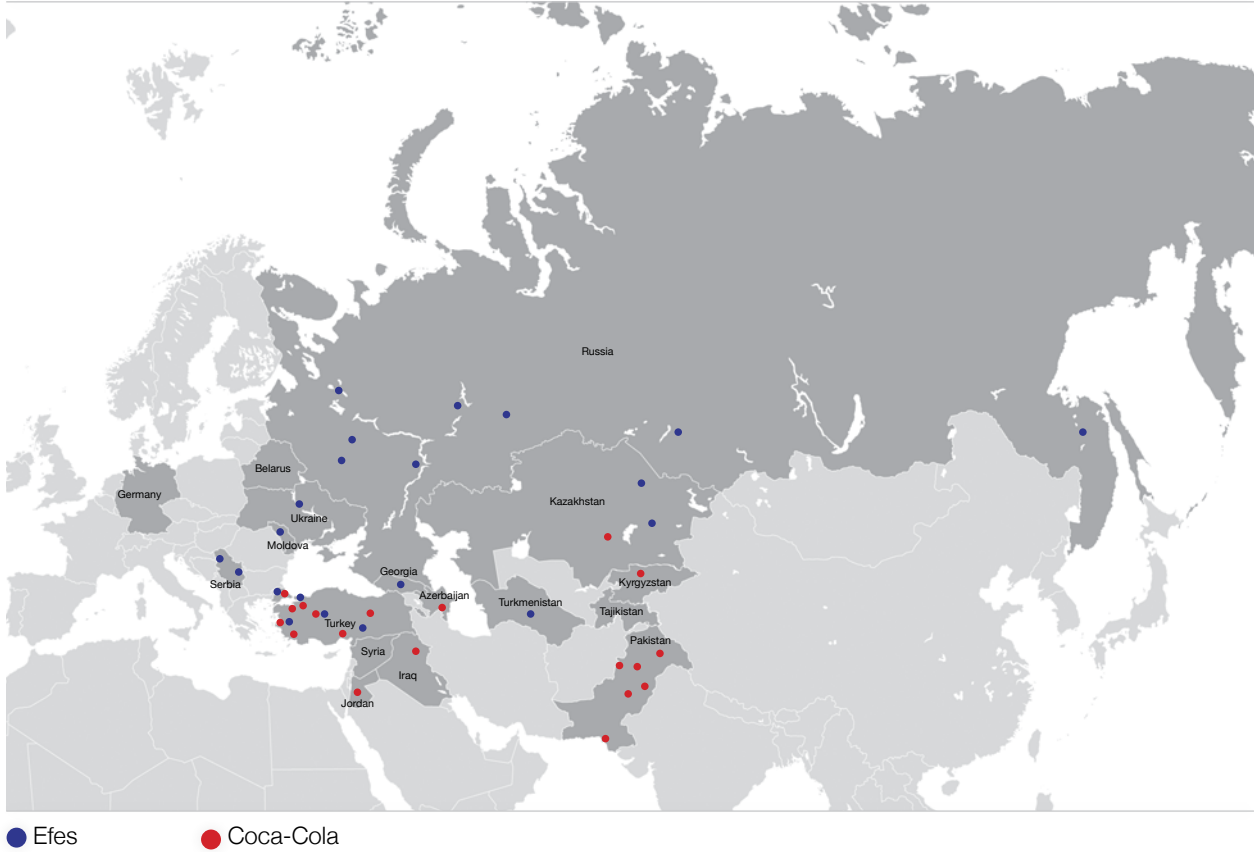 Russia
Belarus
Germany
Kazakhstan
Ukraine
Moldova
Georgia
Kyrgyzstan
Serbia
Azerbaijan
Turkmenistan
Tajikistan
Turkey
Pakistan
Syria
Iraq
Jordan
Efes
Coca-Cola